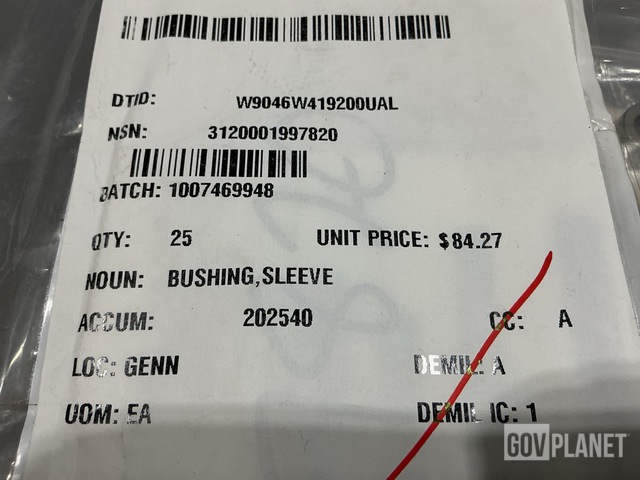 DTID: W9046W419200UAL
NSN: 3120001997820
BATCH: 1007469948
QTY: 25 UNIT PRICE: $84.27
NOUN: BUSHING,SLEEVE
ACCUM: 202540 CC: A
LOC: GENN DEMIL: A
UOM: EA DEMIL IC: 1
GOVPLANET